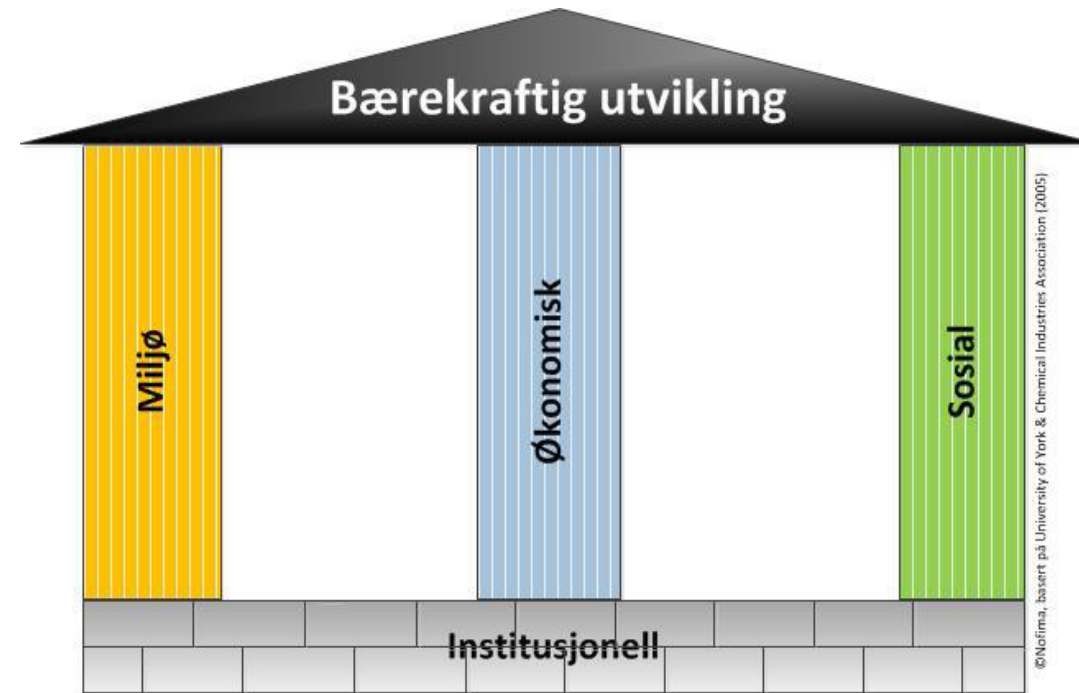 Bærekraftig utvikling
Miljø
Økonomisk
Sosial
Institusjonell
©Nofima, basert på University of York & Chemical Industries Association (2005)